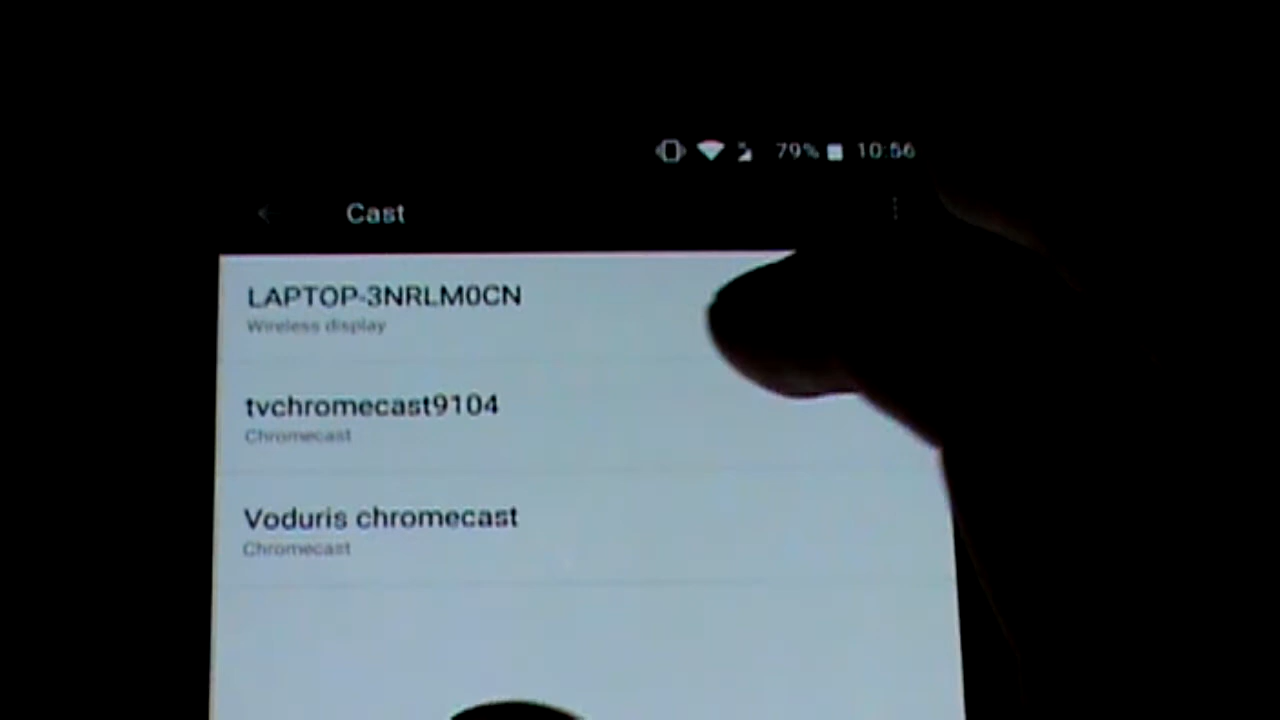 79% 10:56
Cast
LAPTOP-3NRLM0CN
Wireless display
tvchromecast9104
Chromecast
Voduris chromecast
Chromecast